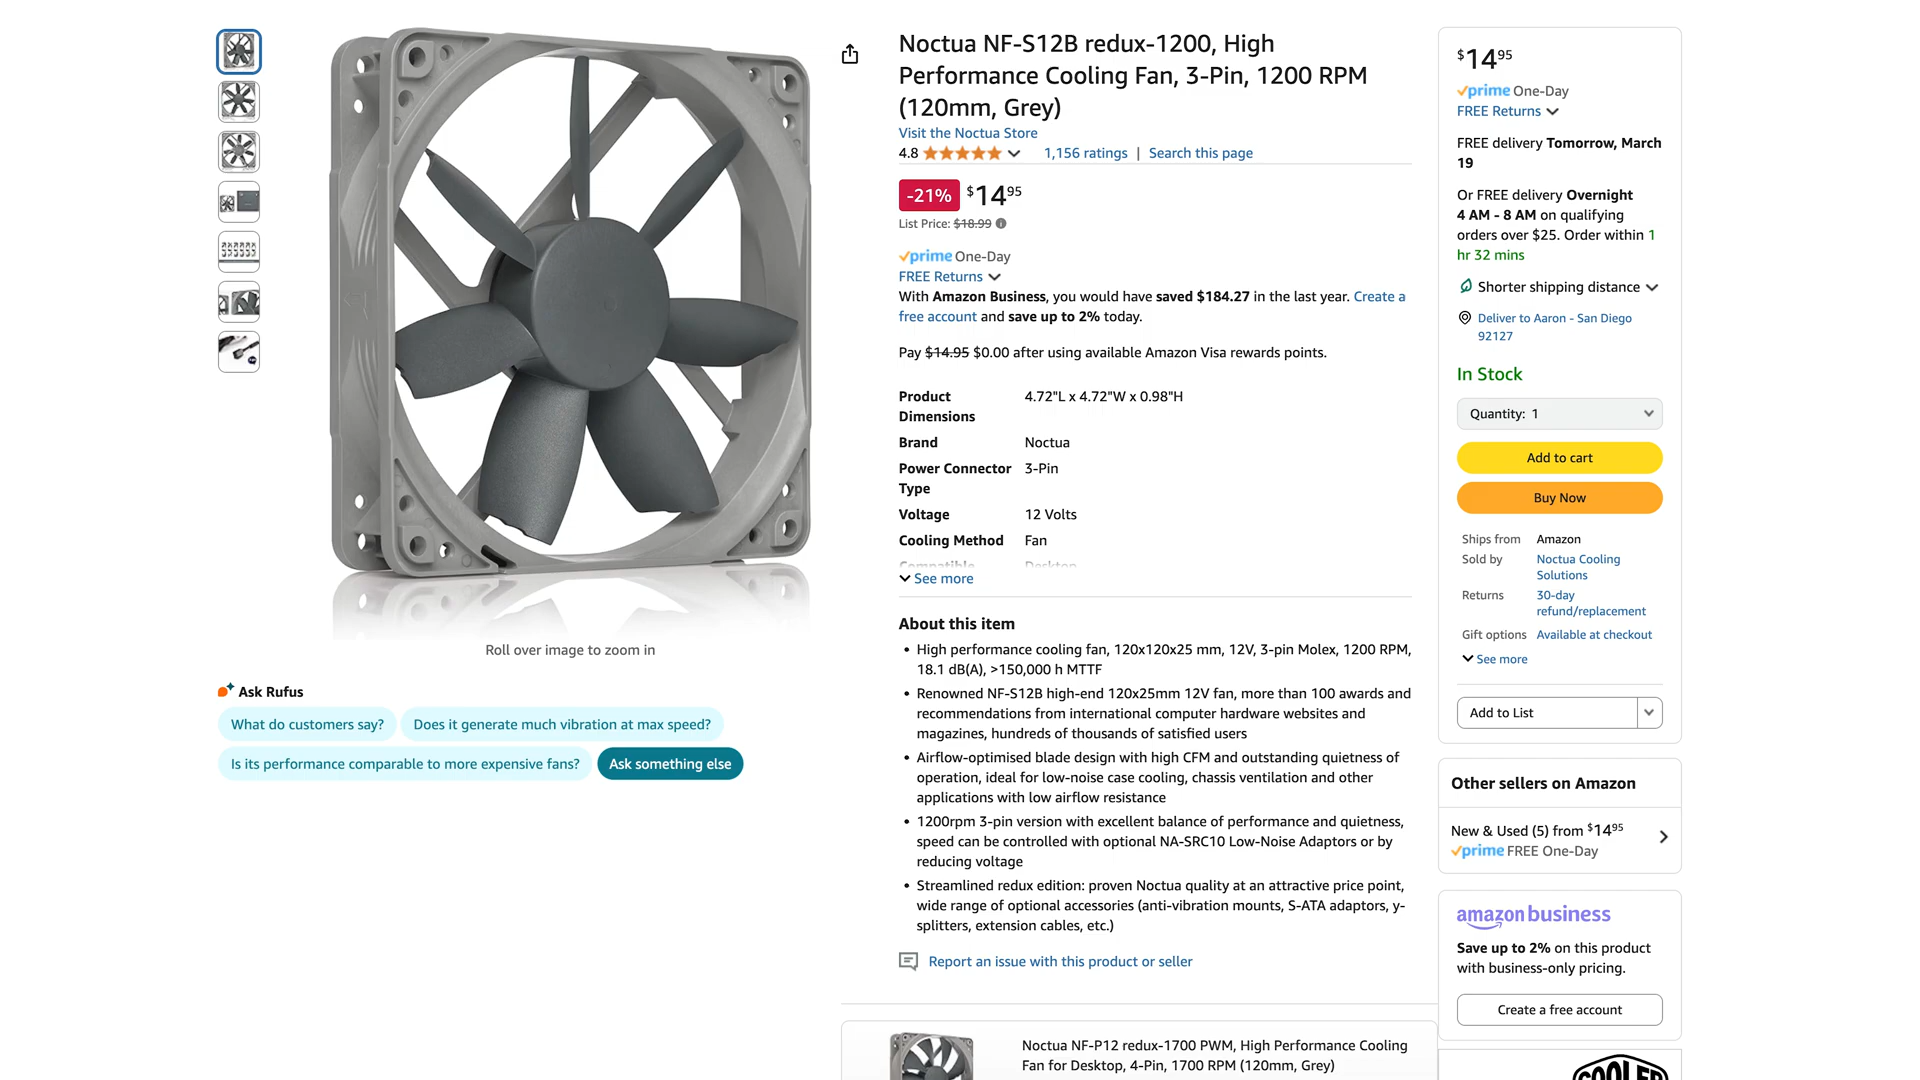 Noctua NF-S12B redux-1200, High
Performance Cooling Fan, 3-Pin, 1200 RPM
(120mm, Grey)
Visit the Noctua Store
4.8
1,156 ratings | Search this page
-21% $14 95
List Price: $18.99
prime One-Day
FREE Returns
With Amazon Business, you would have saved $184.27 in the last year. Create a
free account and save up to 2% today.
Pay $14.95 $0.00 after using available Amazon Visa rewards points.
Product 4.72"L x 4.72"W x 0.98"H
Dimensions
Brand Noctua
Power Connector 3-Pin
Type
Voltage 12 Volts
Cooling Method Fan
Compatible Desktop
See more
About this item
• High performance cooling fan, 120x120x25 mm, 12V, 3-pin Molex, 1200 RPM,
18.1 dB(A), >150,000 h MTTF
• Renowned NF-S12B high-end 120x25mm 12V fan, more than 100 awards and
recommendations from international computer hardware websites and
magazines, hundreds of thousands of satisfied users
• Airflow-optimised blade design with high CFM and outstanding quietness of
operation, ideal for low-noise case cooling, chassis ventilation and other
applications with low airflow resistance
• 1200rpm 3-pin version with excellent balance of performance and quietness,
speed can be controlled with optional NA-SRC10 Low-Noise Adaptors or by
reducing voltage
• Streamlined redux edition: proven Noctua quality at an attractive price point,
wide range of optional accessories (anti-vibration mounts, S-ATA adaptors, y-
splitters, extension cables, etc.)
Report an issue with this product or seller
Noctua NF-P12 redux-1700 PWM, High Performance Cooling
Fan for Desktop, 4-Pin, 1700 RPM (120mm, Grey)
Roll over image to zoom in
Ask Rufus
What do customers say?
Does it generate much vibration at max speed?
Is its performance comparable to more expensive fans?
Ask something else
$14 95
prime One-Day
FREE Returns
FREE delivery Tomorrow, March
19
Or FREE delivery Overnight
4 AM - 8 AM on qualifying
orders over $25. Order within 1
hr 32 mins
Shorter shipping distance
Deliver to Aaron - San Diego
92127
In Stock
Quantity: 1
Add to cart
Buy Now
Ships from Amazon
Sold by Noctua Cooling
Solutions
Returns 30-day
refund/replacement
Gift options Available at checkout
See more
Add to List
Other sellers on Amazon
New & Used (5) from $14 95
prime FREE One-Day
amazon business
Save up to 2% on this product
with business-only pricing.
Create a free account
COOLER